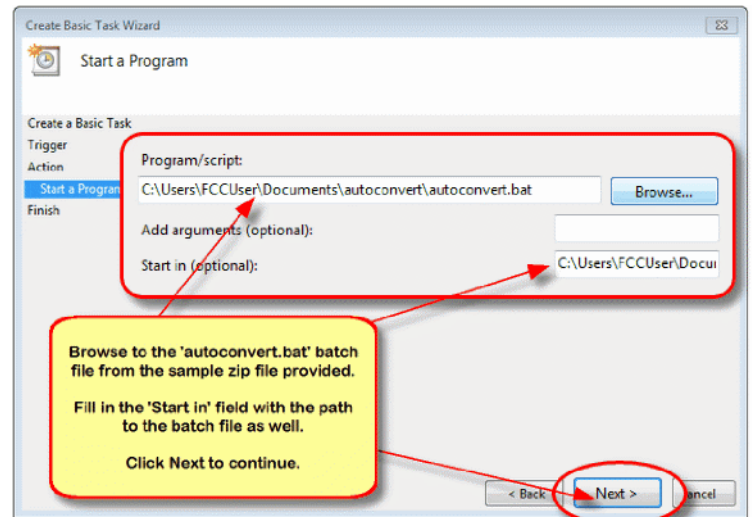 Create Basic Task Wizard
Start a Program
Create a Basic Task
Trigger
Action
Start a Program
Finish
Program/script:
C:\Users\FCCUser\Documents\autoconvert\autoconvert.bat
Browse...
Add arguments (optional):
Start in (optional):
C:\Users\FCCUser\Docu
Browse to the 'autoconvert.bat' batch
file from the sample zip file provided.
Fill in the 'Start in' field with the path
to the batch file as well.
Click Next to continue.
< Back
Next >
ancel